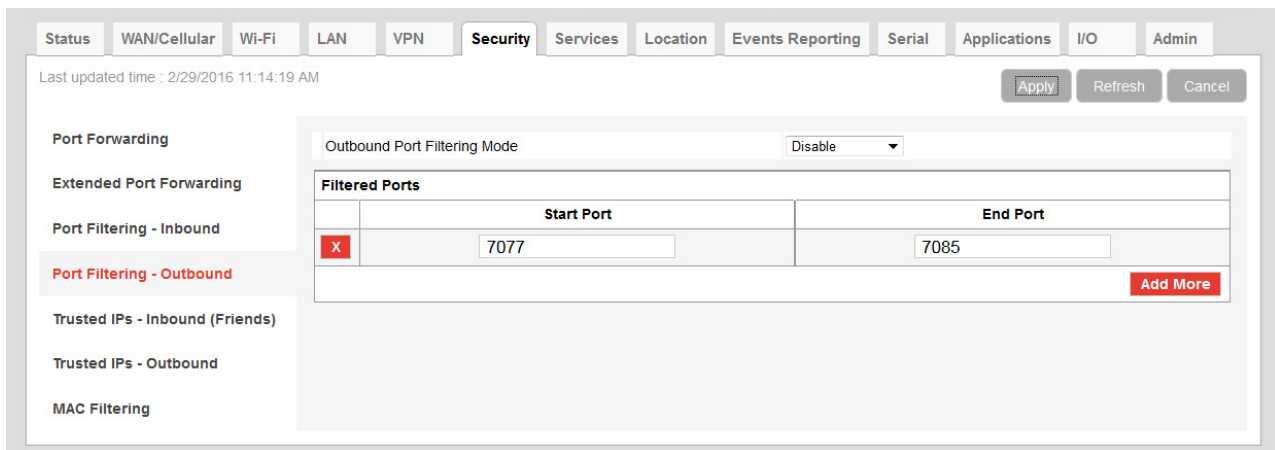 Status WAN/Cellular Wi-Fi LAN VPN Security Services Location Events Reporting Serial Applications I/O Admin
Last updated time : 2/29/2016 11:14:19 AM
Apply Refresh Cancel
Port Forwarding
Extended Port Forwarding
Port Filtering - Inbound
Port Filtering - Outbound
Trusted IPs - Inbound (Friends)
Trusted IPs - Outbound
MAC Filtering
Outbound Port Filtering Mode Disable
Filtered Ports
Start Port End Port
X 7077 7085
Add More